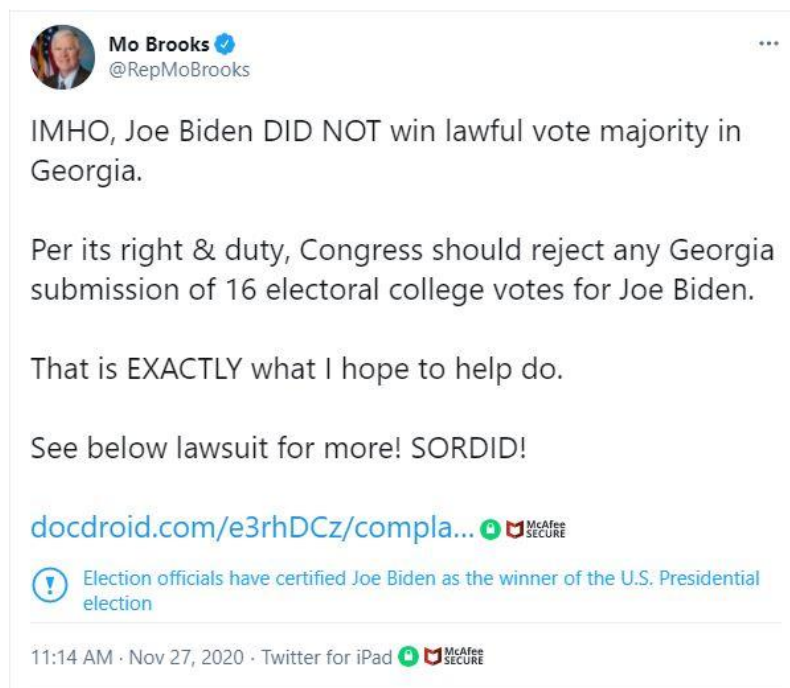 Mo Brooks
@RepMoBrooks
IMHO, Joe Biden DID NOT win lawful vote majority in
Georgia.
Per its right & duty, Congress should reject any Georgia
submission of 16 electoral college votes for Joe Biden.
That is EXACTLY what I hope to help do.
See below lawsuit for more! SORDID!
docdroid.com/e3rhDCz/compla... McAfee SECURE
Election officials have certified Joe Biden as the winner of the U.S. Presidential
election
11:14 AM · Nov 27, 2020 · Twitter for iPad McAfee SECURE